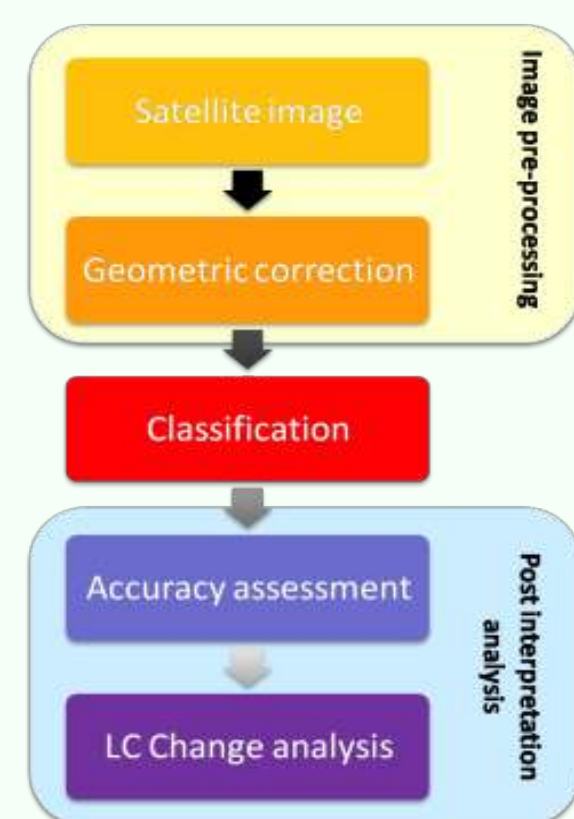 Satellite image
Geometric correction
Image pre-processing
Classification
Accuracy assessment
LC Change analysis
Post interpretation
analysis